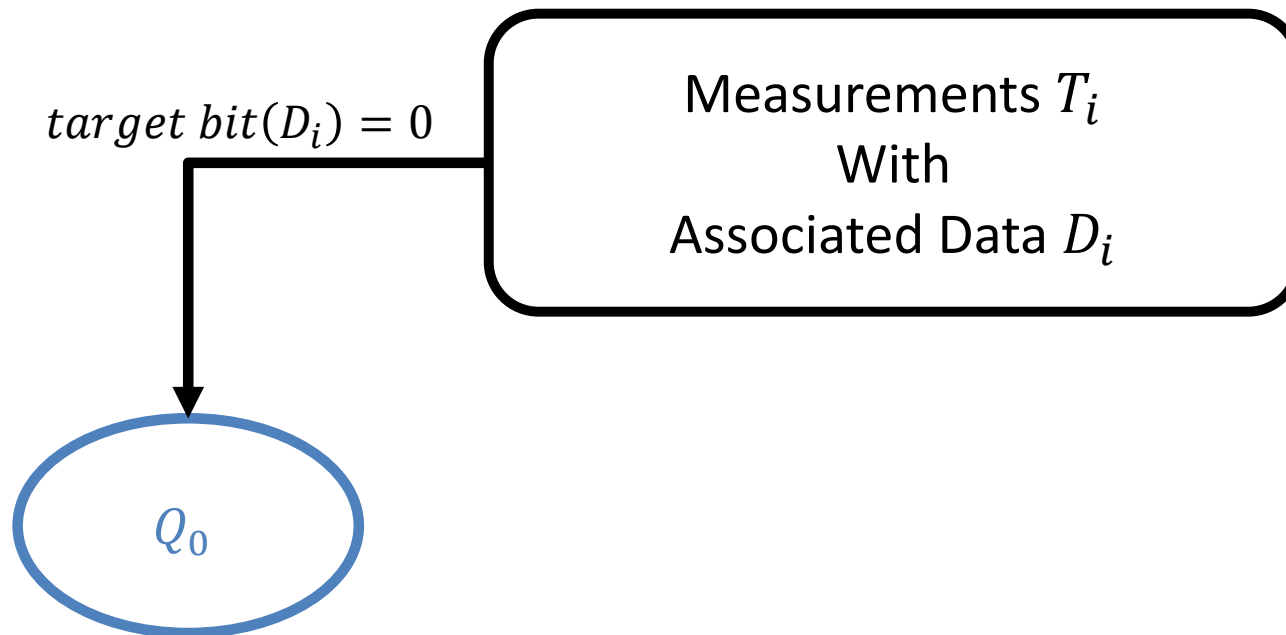 Measurements $T_i$
With
Associated Data $D_i$
$target\ bit(D_i) = 0$
$Q_0$